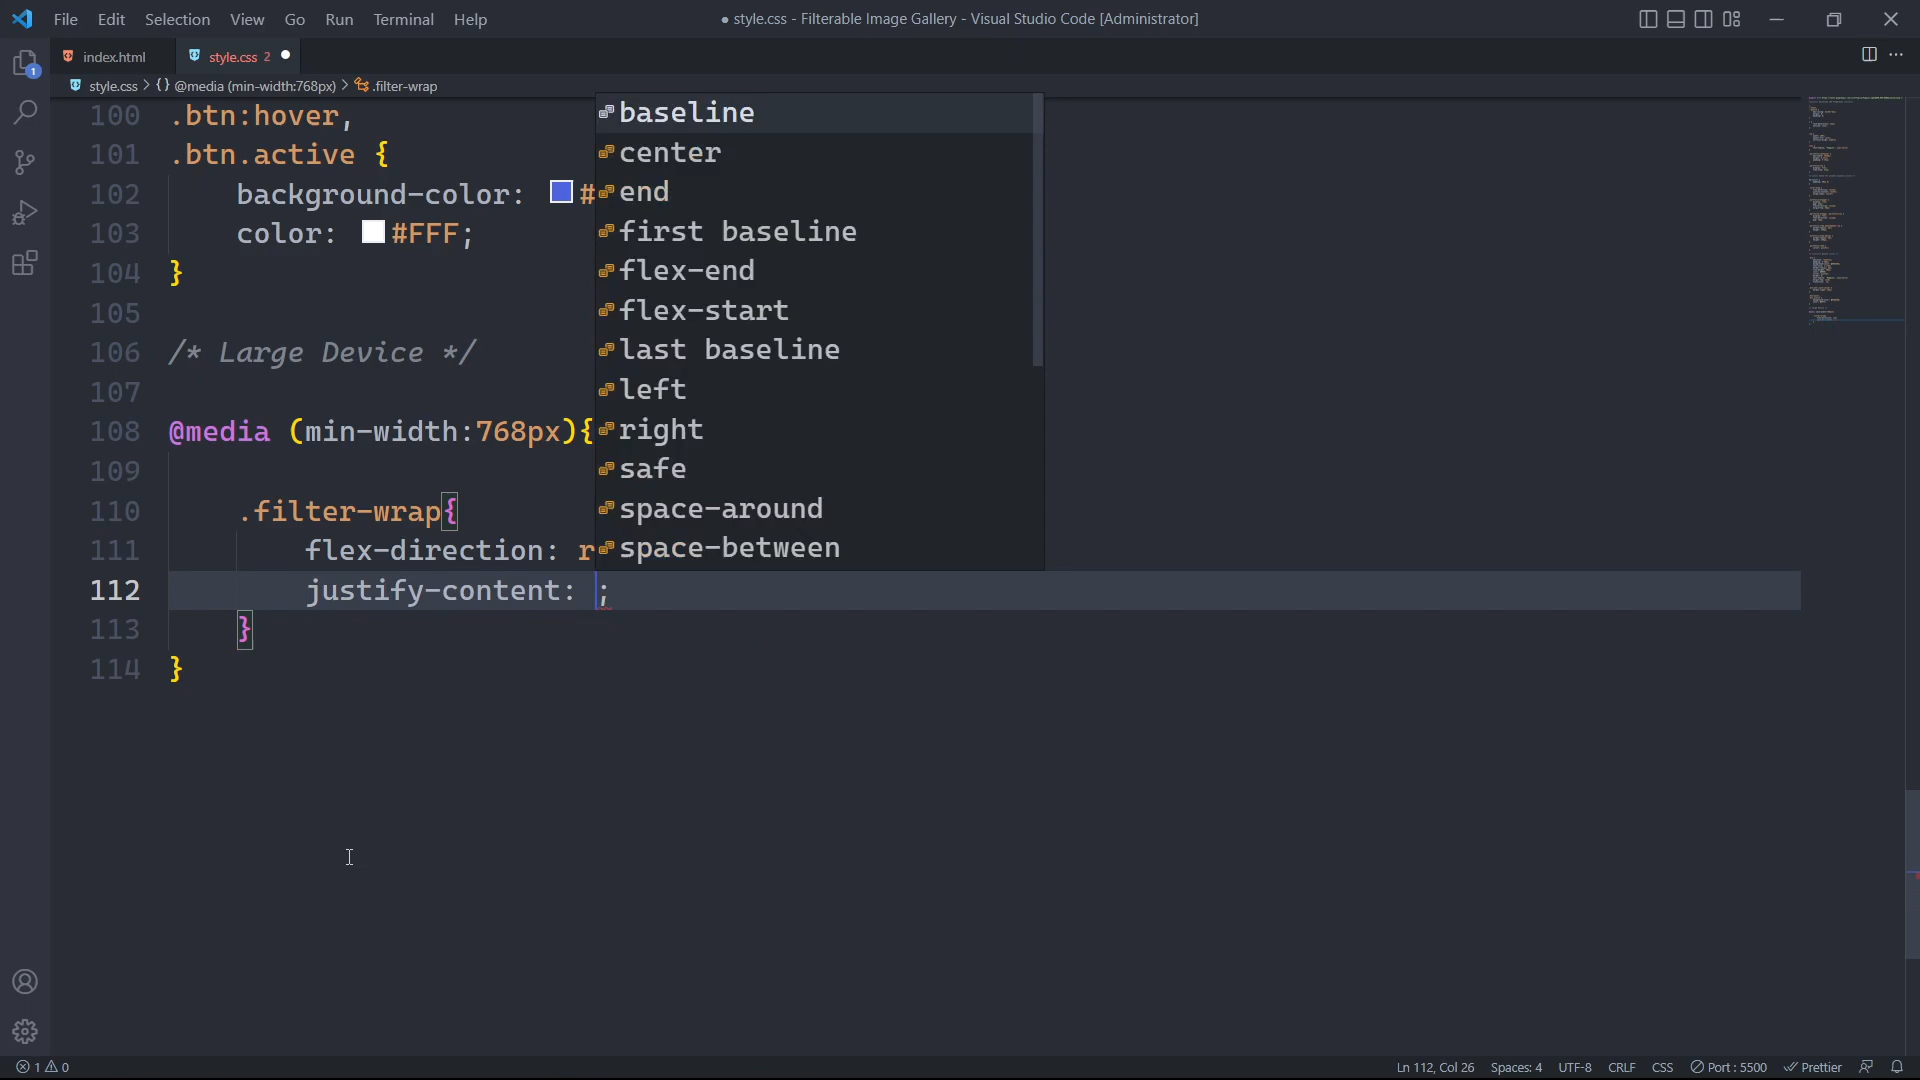 File Edit Selection View Go Run Terminal Help
● style.css - Filterable Image Gallery - Visual Studio Code [Administrator]
index.html
style.css 2 ●
style.css > {} @media (min-width:768px) > .filter-wrap
1
100 .btn:hover,
101 .btn.active {
102 background-color: #
103 color: #FFF;
104 }
105
106 /* Large Device */
107
108 @media (min-width:768px){
109
110 .filter-wrap{
111 flex-direction: r
112 justify-content: ;
113 }
114 }
baseline
center
end
first baseline
flex-end
flex-start
last baseline
left
right
safe
space-around
space-between
1 0
Ln 112, Col 26 Spaces: 4 UTF-8 CRLF CSS Port : 5500 Prettier